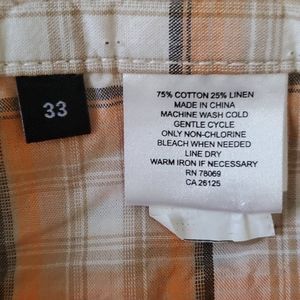 33
75% COTTON 25% LINEN
MADE IN CHINA
MACHINE WASH COLD
GENTLE CYCLE
ONLY NON-CHLORINE
BLEACH WHEN NEEDED
LINE DRY
WARM IRON IF NECESSARY
RN 78069
CA 26125